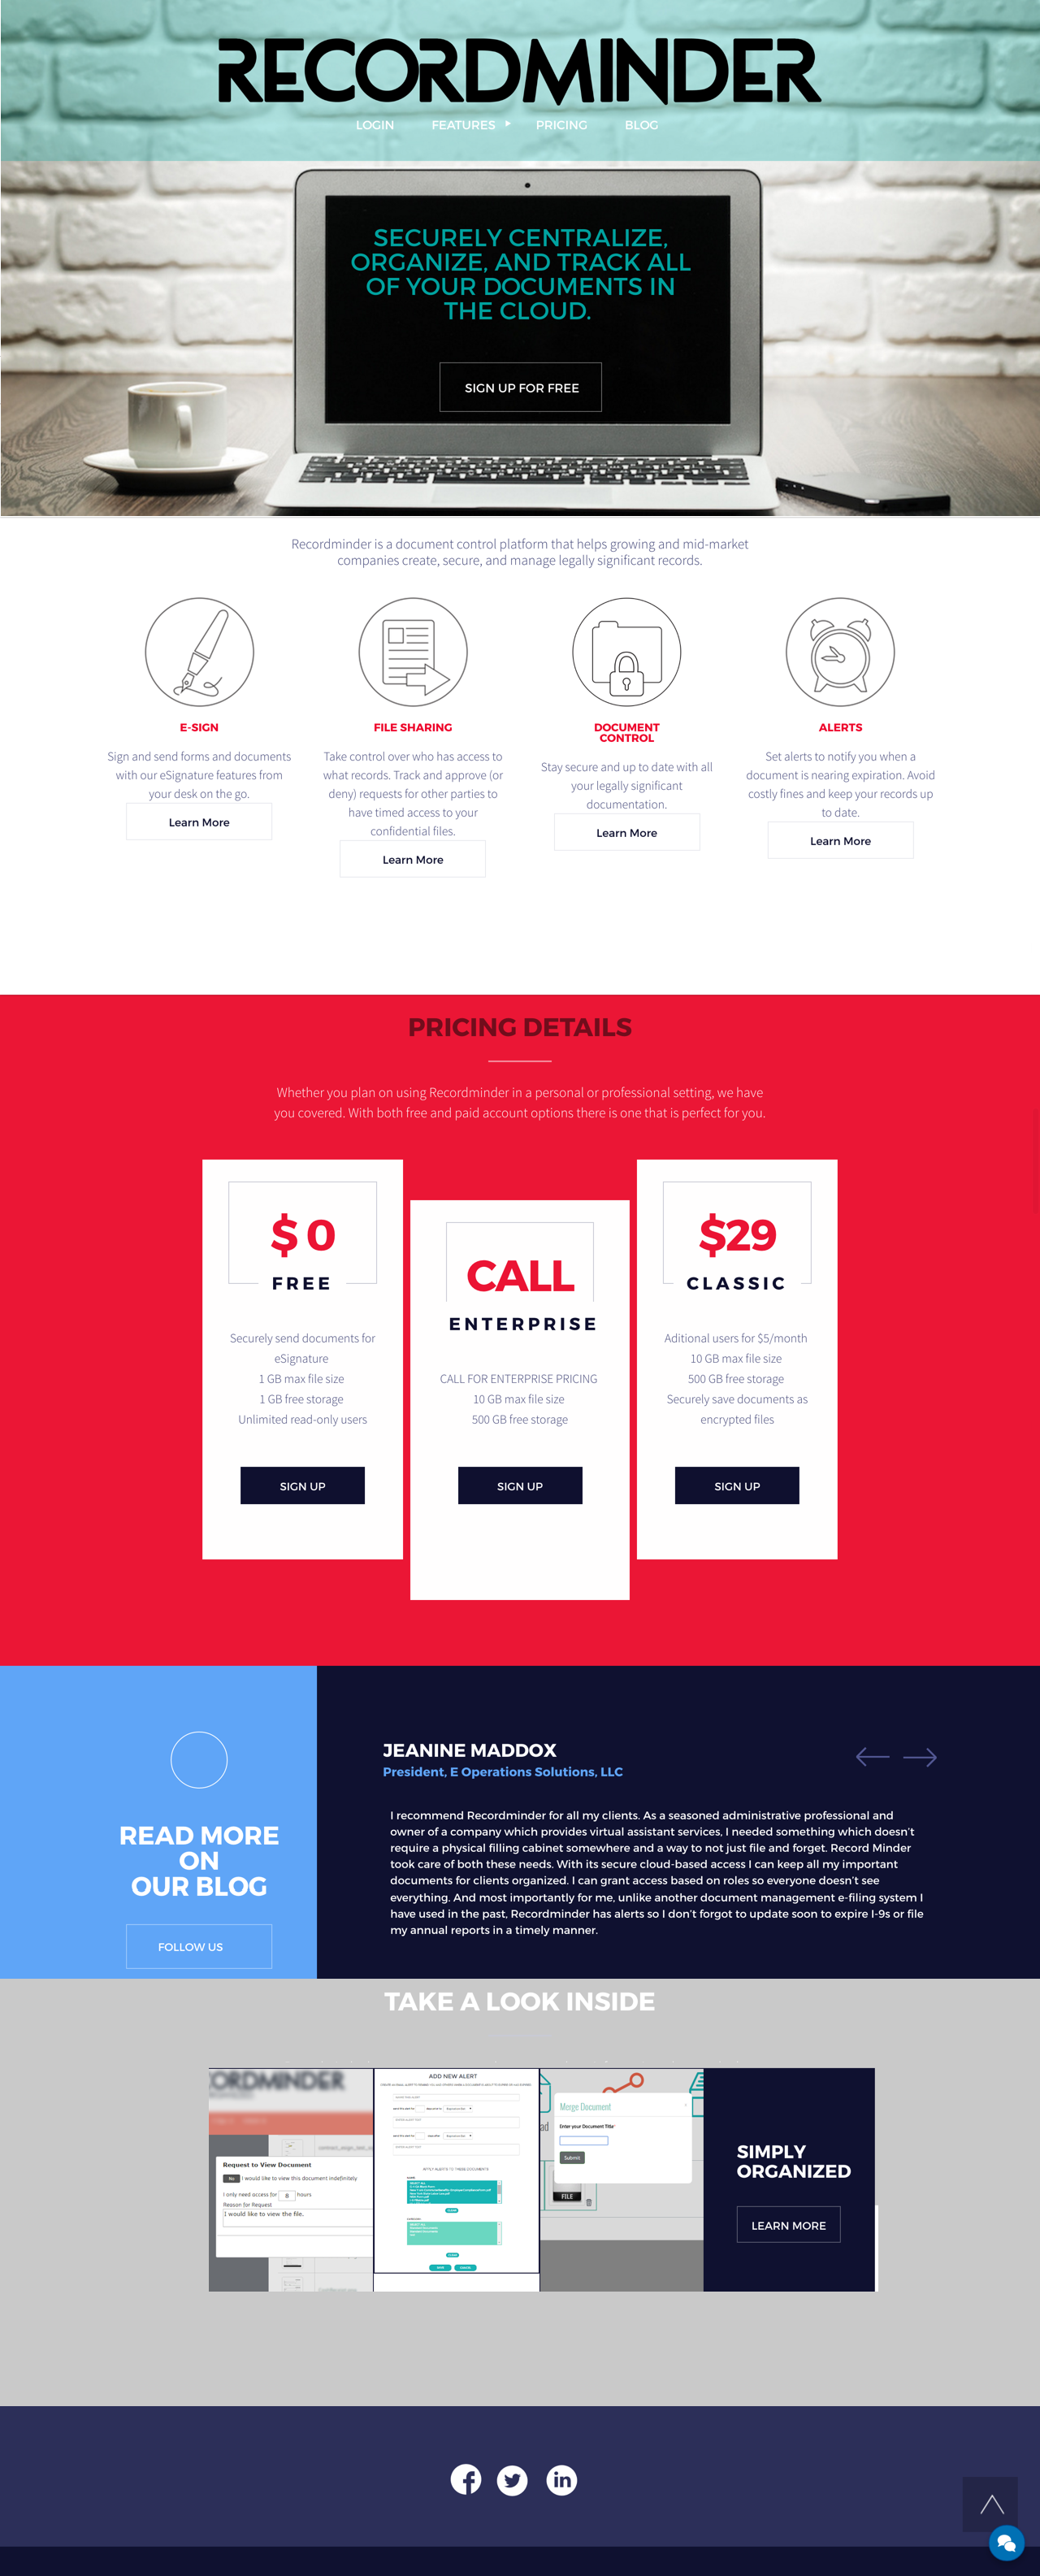 RECORDMINDER
LOGIN FEATURES PRICING BLOG
SECURELY CENTRALIZE,
ORGANIZE, AND TRACK ALL
OF YOUR DOCUMENTS IN
THE CLOUD.
SIGN UP FOR FREE
Recordminder is a document control platform that helps growing and mid-market
companies create, secure, and manage legally significant records.
E-SIGN
Sign and send forms and documents
with our eSignature features from
your desk on the go.
Learn More
FILE SHARING
Take control over who has access to
what records. Track and approve (or
deny) requests for other parties to
have timed access to your
confidential files.
Learn More
DOCUMENT
CONTROL
Stay secure and up to date with all
your legally significant
documentation.
Learn More
ALERTS
Set alerts to notify you when a
document is nearing expiration. Avoid
costly fines and keep your records up
to date.
Learn More
PRICING DETAILS
Whether you plan on using Recordminder in a personal or professional setting, we have
you covered. With both free and paid account options there is one that is perfect for you.
$ 0
FREE
Securely send documents for
eSignature
1 GB max file size
1 GB free storage
Unlimited read-only users
SIGN UP
CALL
ENTERPRISE
CALL FOR ENTERPRISE PRICING
10 GB max file size
500 GB free storage
SIGN UP
$29
CLASSIC
Aditional users for $5/month
10 GB max file size
500 GB free storage
Securely save documents as
encrypted files
SIGN UP
READ MORE
ON
OUR BLOG
FOLLOW US
JEANINE MADDOX
President, E Operations Solutions, LLC
I recommend Recordminder for all my clients. As a seasoned administrative professional and
owner of a company which provides virtual assistant services, I needed something which doesn't
require a physical filling cabinet somewhere and a way to not just file and forget. Record Minder
took care of both these needs. With its secure cloud-based access I can keep all my important
documents for clients organized. I can grant access based on roles so everyone doesn't see
everything. And most importantly for me, unlike another document management e-filing system I
have used in the past, Recordminder has alerts so I don't forgot to update soon to expire I-9s or file
my annual reports in a timely manner.
TAKE A LOOK INSIDE
ORDMINDER
Request to View Document
No I would like to view this document indefinitely
I only need access for 8 hours
Reason for Request
I would like to view the file.
ADD NEW ALERT
APPLY ALERTS TO THESE DOCUMENTS
ad
Merge Document
Enter your Document Title
Submit
FILE
SIMPLY
ORGANIZED
LEARN MORE